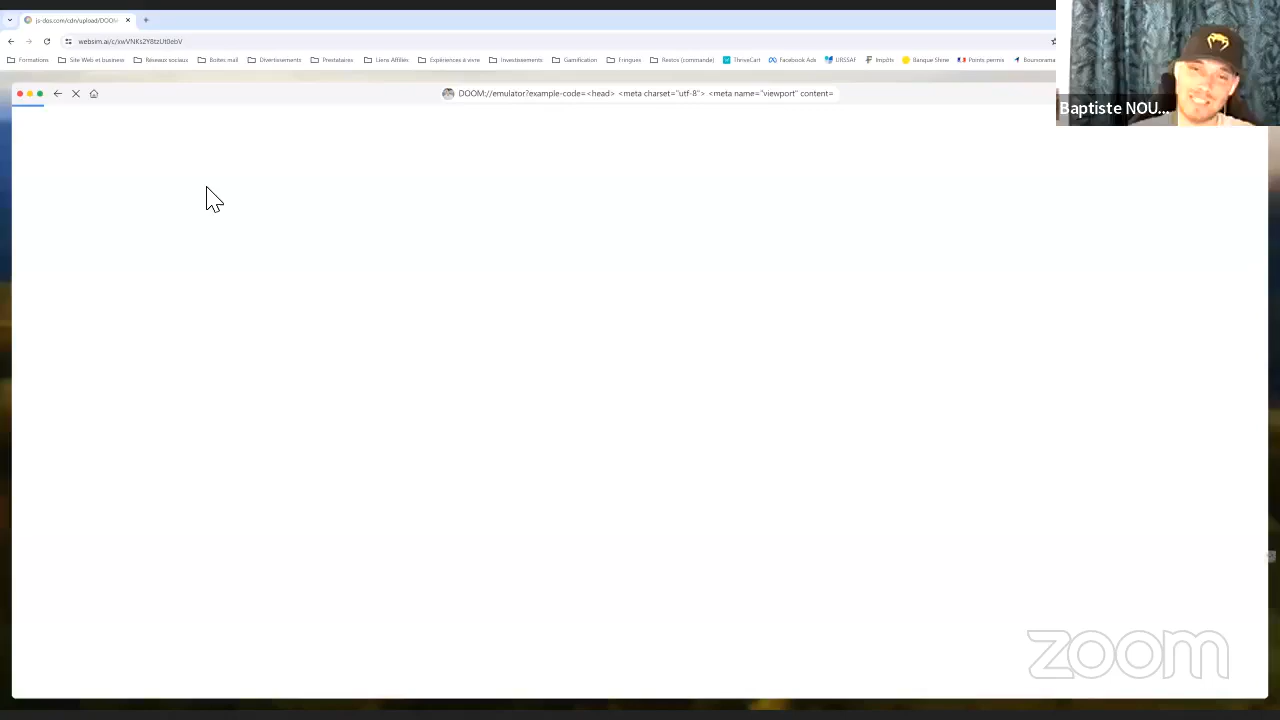 js-dos.com/cdn/upload/DOOM
websim.ai/c/xwVNKs2Y8tzUt0ebV
Formations Site Web et business Réseaux sociaux Boîtes mail Divertissements Prestataires Liens Affiliés Expériences à vivre Investissements Gamification Fringues Restos (commande) ThriveCart Facebook Ads URSSAF Impôts Banque Shine Points permis Boursorama
DOOM://emulator?example-code=<head> <meta charset="utf-8"> <meta name="viewport" content=
Baptiste NOU...
zoom